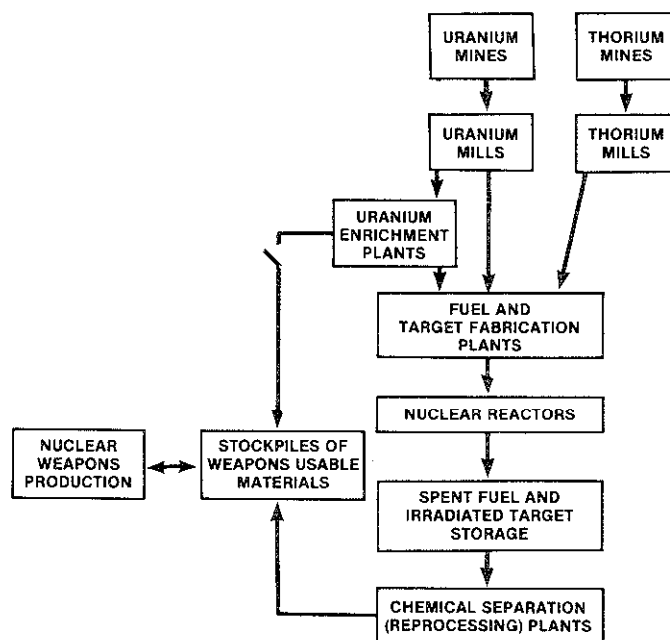 URANIUM
MINES
THORIUM
MINES
URANIUM
MILLS
THORIUM
MILLS
URANIUM
ENRICHMENT
PLANTS
FUEL AND
TARGET FABRICATION
PLANTS
NUCLEAR REACTORS
NUCLEAR
WEAPONS
PRODUCTION
STOCKPILES OF
WEAPONS USABLE
MATERIALS
SPENT FUEL AND
IRRADIATED TARGET
STORAGE
CHEMICAL SEPARATION
(REPROCESSING) PLANTS